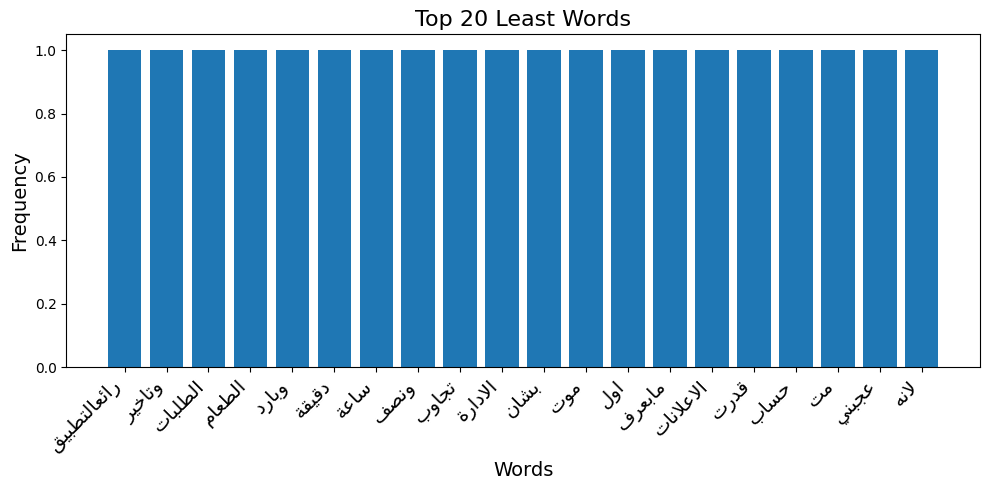 Top 20 Least Words
Frequency
1.0
0.8
0.6
0.4
0.2
0.0
رائعالتطبيق
وتاخير
الطلبات
الطعام
وبارد
دقيقة
ساعة
ونصف
تجاوب
الادارة
بشان
موت
اول
مابعرف
الاعلانات
قدرت
حساب
مت
عجبني
لانه
Words